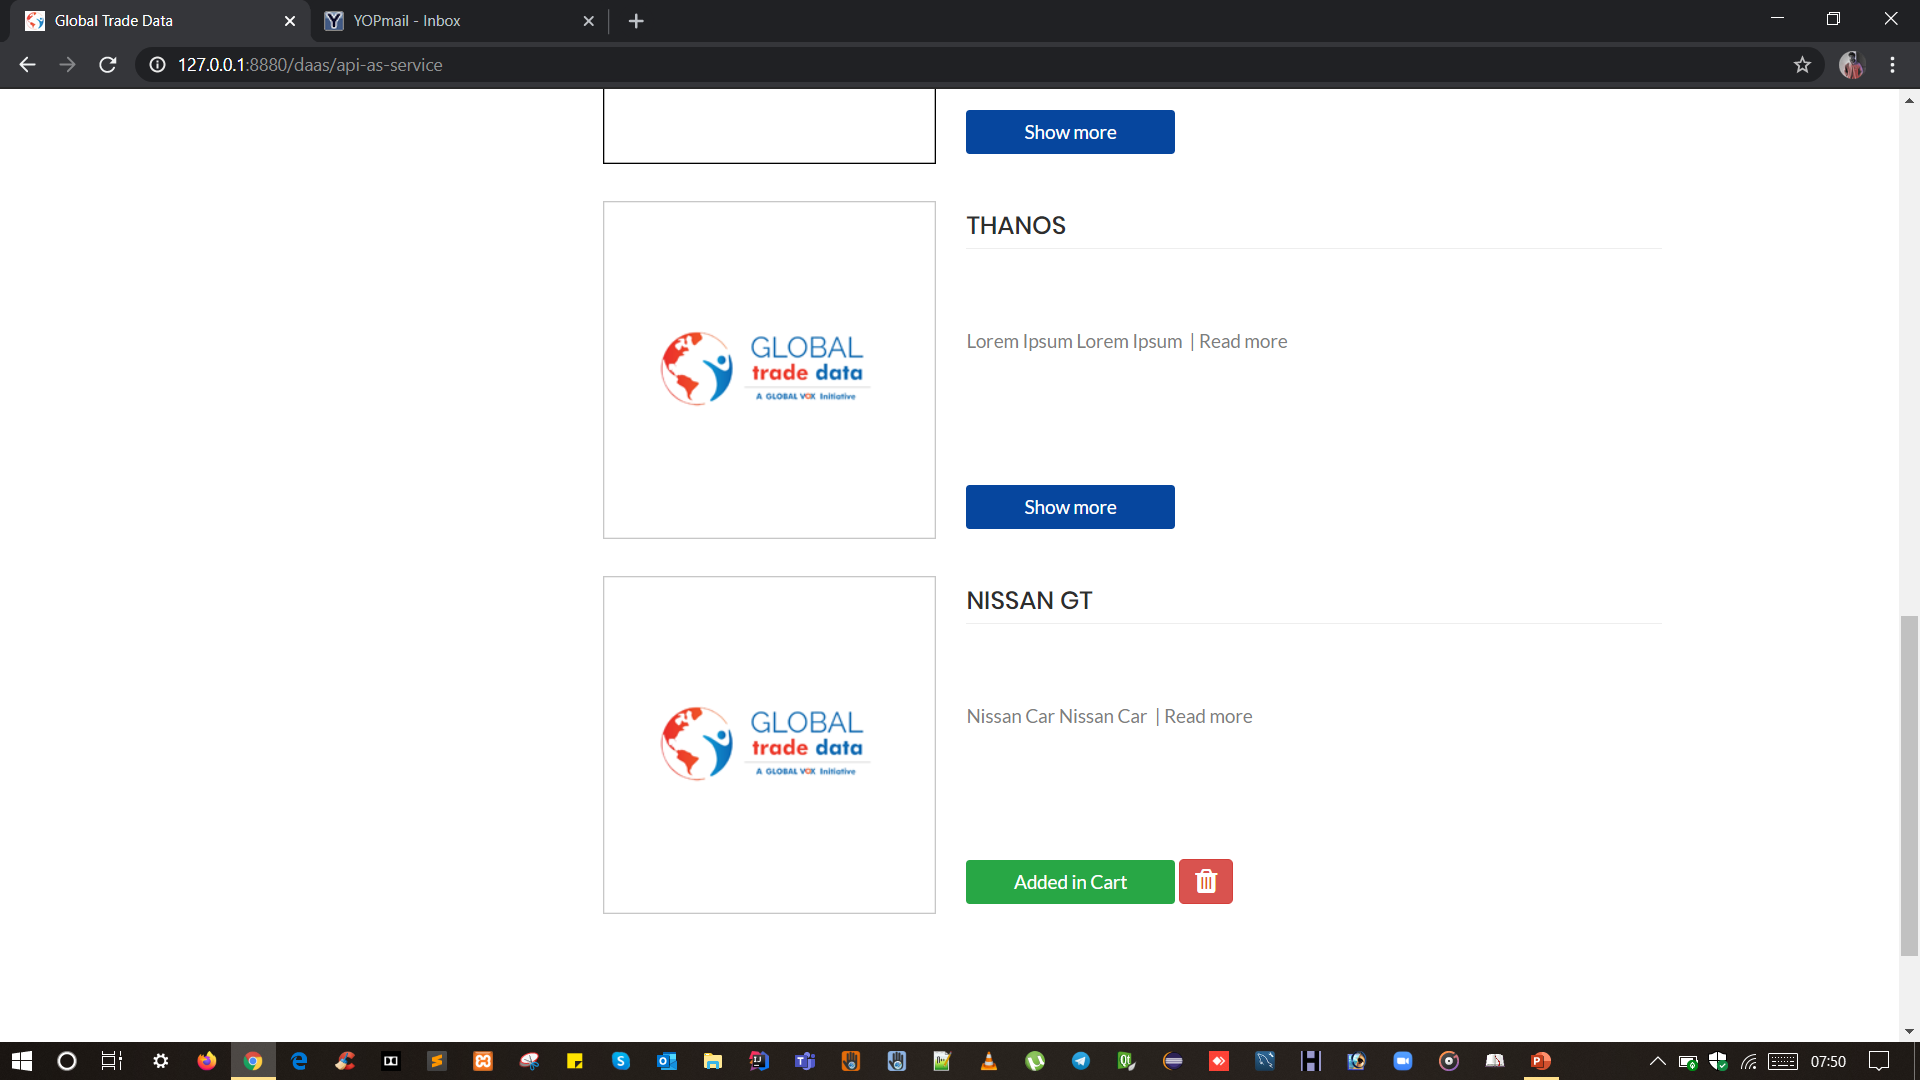 Global Trade Data
YOPmail - Inbox
127.0.0.1:8880/daas/api-as-service
Show more
THANOS
GLOBAL
trade data
A GLOBAL VOX Initiative
Lorem Ipsum Lorem Ipsum | Read more
Show more
NISSAN GT
GLOBAL
trade data
A GLOBAL VOX Initiative
Nissan Car Nissan Car | Read more
Added in Cart
07:50